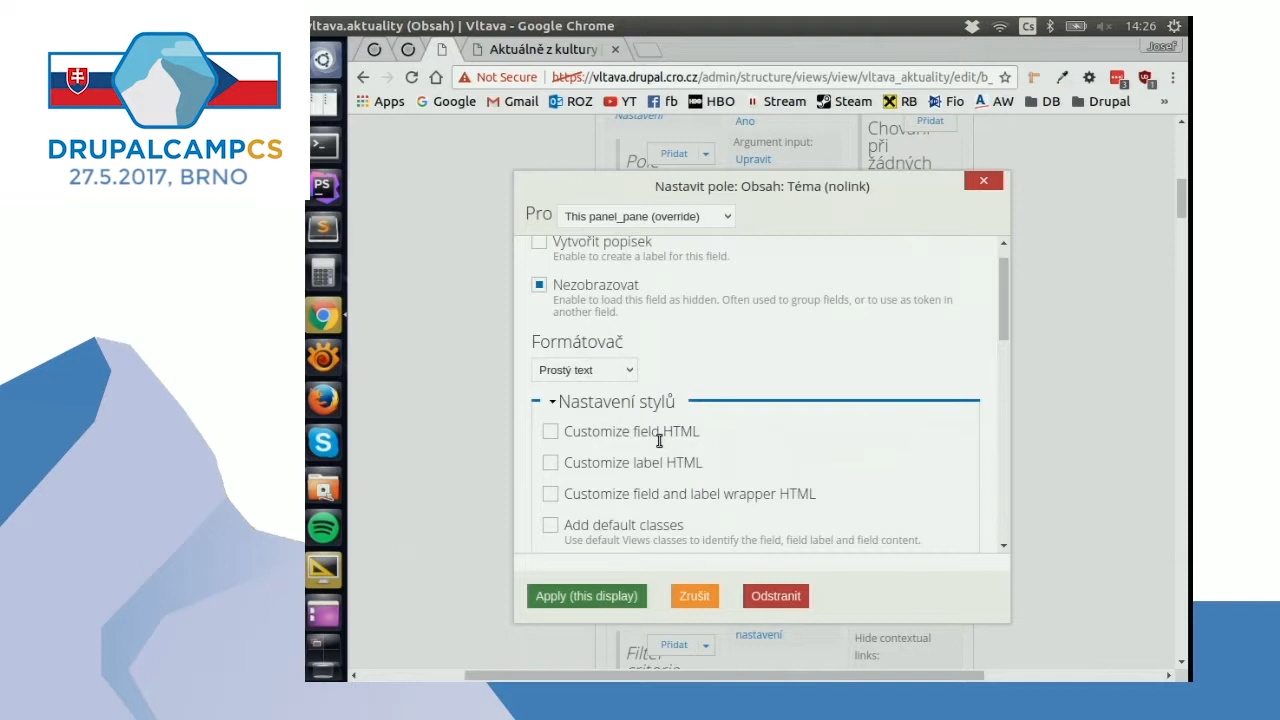 DRUPALCAMPCS
27.5.2017, BRNO
vltava.aktuality (Obsah) | Vltava - Google Chrome
Cs
14:26
Aktuálně z kultury
Josef
Not Secure
https://vltava.drupal.cro.cz/admin/structure/views/view/vltava_aktuality/edit/b_
Apps
Google
Gmail
ROZ
YT
fb
HBO
Stream
Steam
RB
Fio
AW
DB
Drupal
»
Nastavení
Ano
Přidat
Chování
při
žádných
Přidat
Argument input:
Upravit
Nastavit pole: Obsah: Téma (nolink)
Pro
This panel_pane (override)
Vytvořit popisek
Enable to create a label for this field.
Nezobrazovat
Enable to load this field as hidden. Often used to group fields, or to use as token in
another field.
Formátovač
Prostý text
Nastavení stylů
Customize field HTML
Customize label HTML
Customize field and label wrapper HTML
Add default classes
Use default Views classes to identify the field, field label and field content.
Apply (this display)
Zrušit
Odstranit
nastavení
Přidat
Hide contextual
links:
PS
S